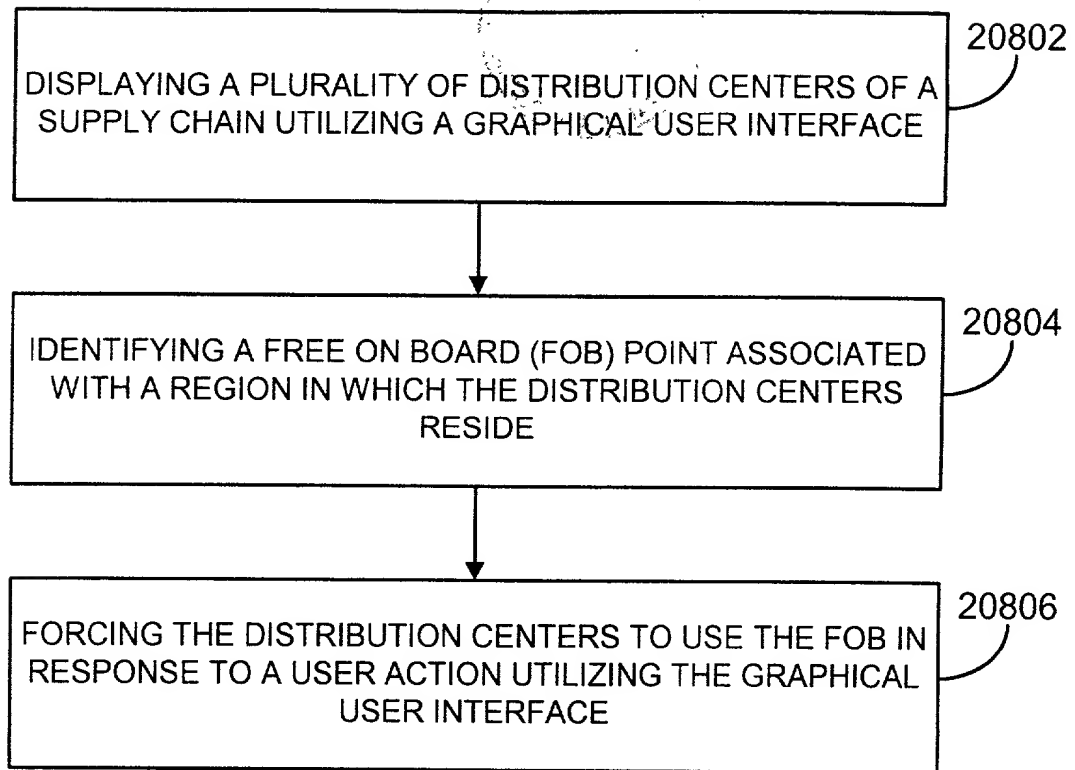 20802
DISPLAYING A PLURALITY OF DISTRIBUTION CENTERS OF A
SUPPLY CHAIN UTILIZING A GRAPHICAL USER INTERFACE
20804
IDENTIFYING A FREE ON BOARD (FOB) POINT ASSOCIATED
WITH A REGION IN WHICH THE DISTRIBUTION CENTERS
RESIDE
20806
FORCING THE DISTRIBUTION CENTERS TO USE THE FOB IN
RESPONSE TO A USER ACTION UTILIZING THE GRAPHICAL
USER INTERFACE